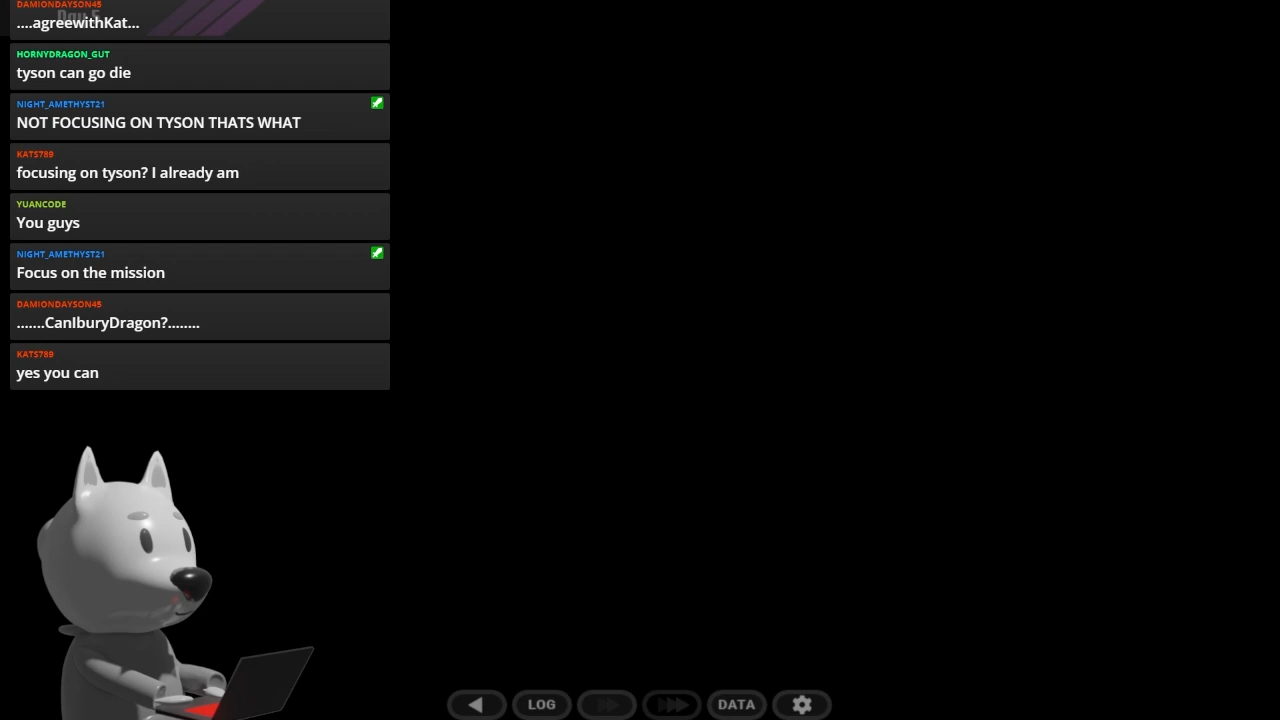 DAMIONDAYSON45
....agreewithKat...
HORNYDRAGON_GUT
tyson can go die
NIGHT_AMETHYST21
NOT FOCUSING ON TYSON THATS WHAT
KATS789
focusing on tyson? I already am
YUANCODE
You guys
NIGHT_AMETHYST21
Focus on the mission
DAMIONDAYSON45
.......CanIburyDragon?........
KATS789
yes you can
LOG
DATA